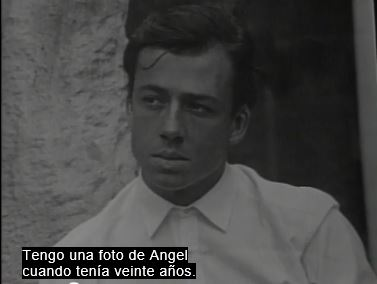 Tengo una foto de Angel
cuando tenía veinte años.